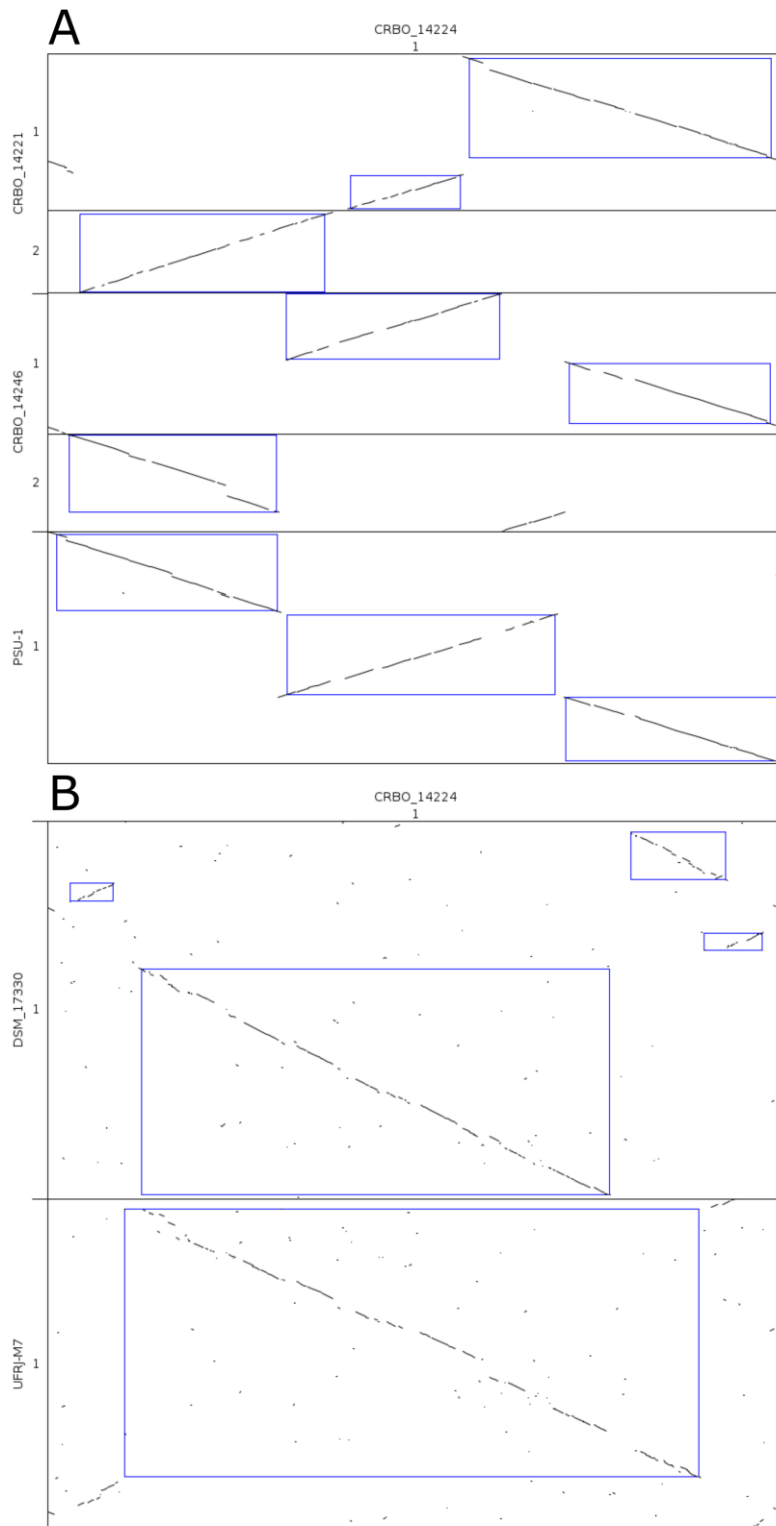 A
CRBO_14224
1
CRBO_14221
1
2
CRBO_14246
1
2
PSU-1
1
B
CRBO_14224
1
DSM_17330
1
UFRJ-M7
1